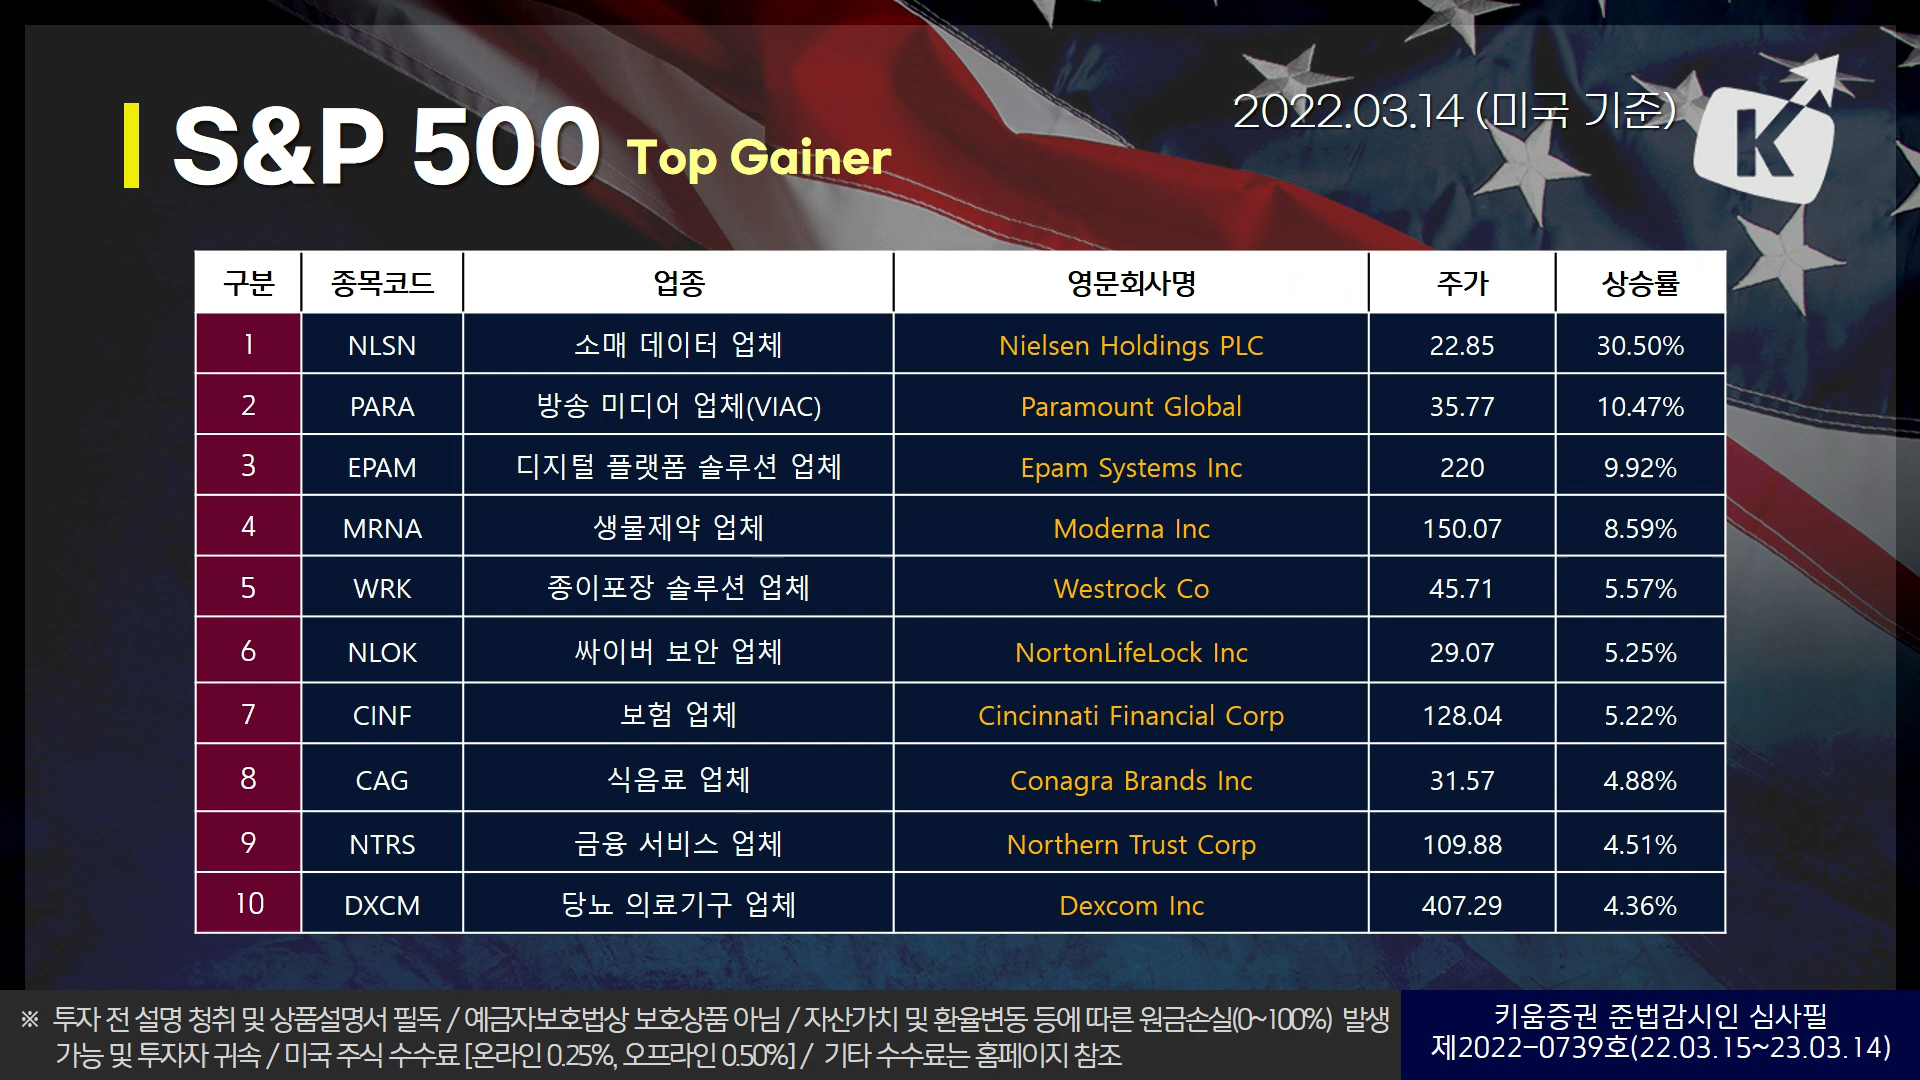 S&P 500 Top Gainer
2022.03.14 (미국 기준)
K
구분 종목코드 업종 영문회사명 주가 상승률
1 NLSN 소매 데이터 업체 Nielsen Holdings PLC 22.85 30.50%
2 PARA 방송 미디어 업체(VIAC) Paramount Global 35.77 10.47%
3 EPAM 디지털 플랫폼 솔루션 업체 Epam Systems Inc 220 9.92%
4 MRNA 생물제약 업체 Moderna Inc 150.07 8.59%
5 WRK 종이포장 솔루션 업체 Westrock Co 45.71 5.57%
6 NLOK 싸이버 보안 업체 NortonLifeLock Inc 29.07 5.25%
7 CINF 보험 업체 Cincinnati Financial Corp 128.04 5.22%
8 CAG 식음료 업체 Conagra Brands Inc 31.57 4.88%
9 NTRS 금융 서비스 업체 Northern Trust Corp 109.88 4.51%
10 DXCM 당뇨 의료기구 업체 Dexcom Inc 407.29 4.36%
※ 투자 전 설명 청취 및 상품설명서 필독 / 예금자보호법상 보호상품 아님 / 자산가치 및 환율변동 등에 따른 원금손실(0~100%) 발생
가능 및 투자자 귀속 / 미국 주식 수수료 [온라인 0.25%, 오프라인 0.50%] / 기타 수수료는 홈페이지 참조
키움증권 준법감시인 심사필
제2022-0739호(22.03.15~23.03.14)